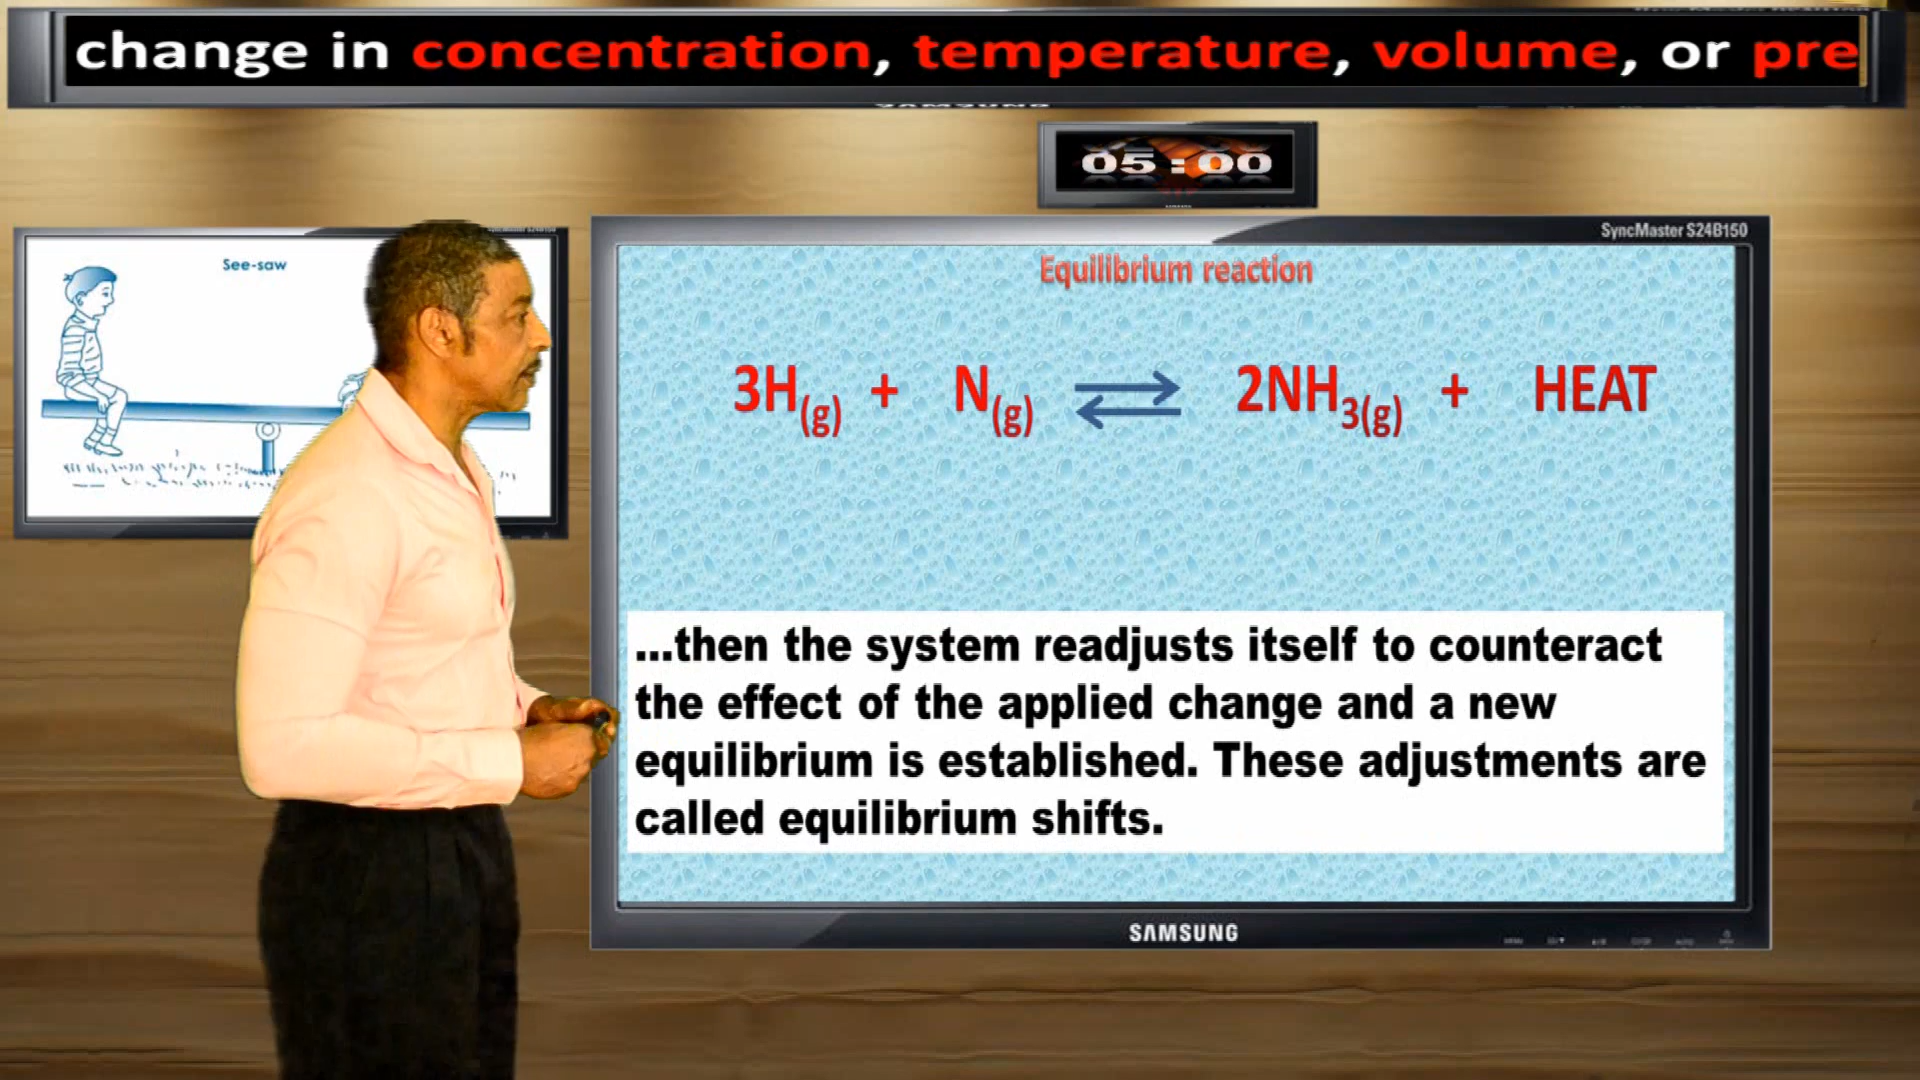 change in concentration, temperature, volume, or pre
SAMSUNG
05:00
SyncMaster S24B150
See-saw
Equilibrium reaction
3H(g) + N(g) ⇌ 2NH3(g) + HEAT
...then the system readjusts itself to counteract
the effect of the applied change and a new
equilibrium is established. These adjustments are
called equilibrium shifts.
SAMSUNG